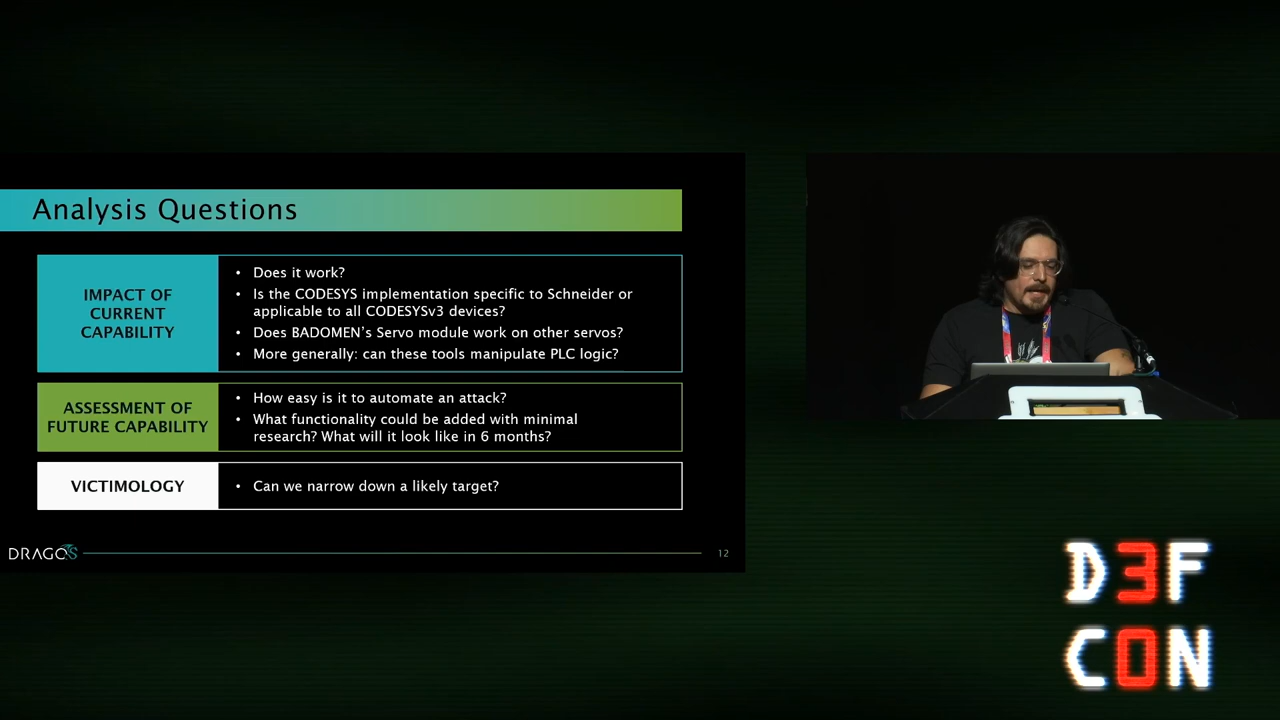 Analysis Questions
IMPACT OF
CURRENT
CAPABILITY
• Does it work?
• Is the CODESYS implementation specific to Schneider or
applicable to all CODESYSv3 devices?
• Does BADOMEN's Servo module work on other servos?
• More generally: can these tools manipulate PLC logic?
ASSESSMENT OF
FUTURE CAPABILITY
• How easy is it to automate an attack?
• What functionality could be added with minimal
research? What will it look like in 6 months?
VICTIMOLOGY
• Can we narrow down a likely target?
DRAGOS
12
D3F
C0N